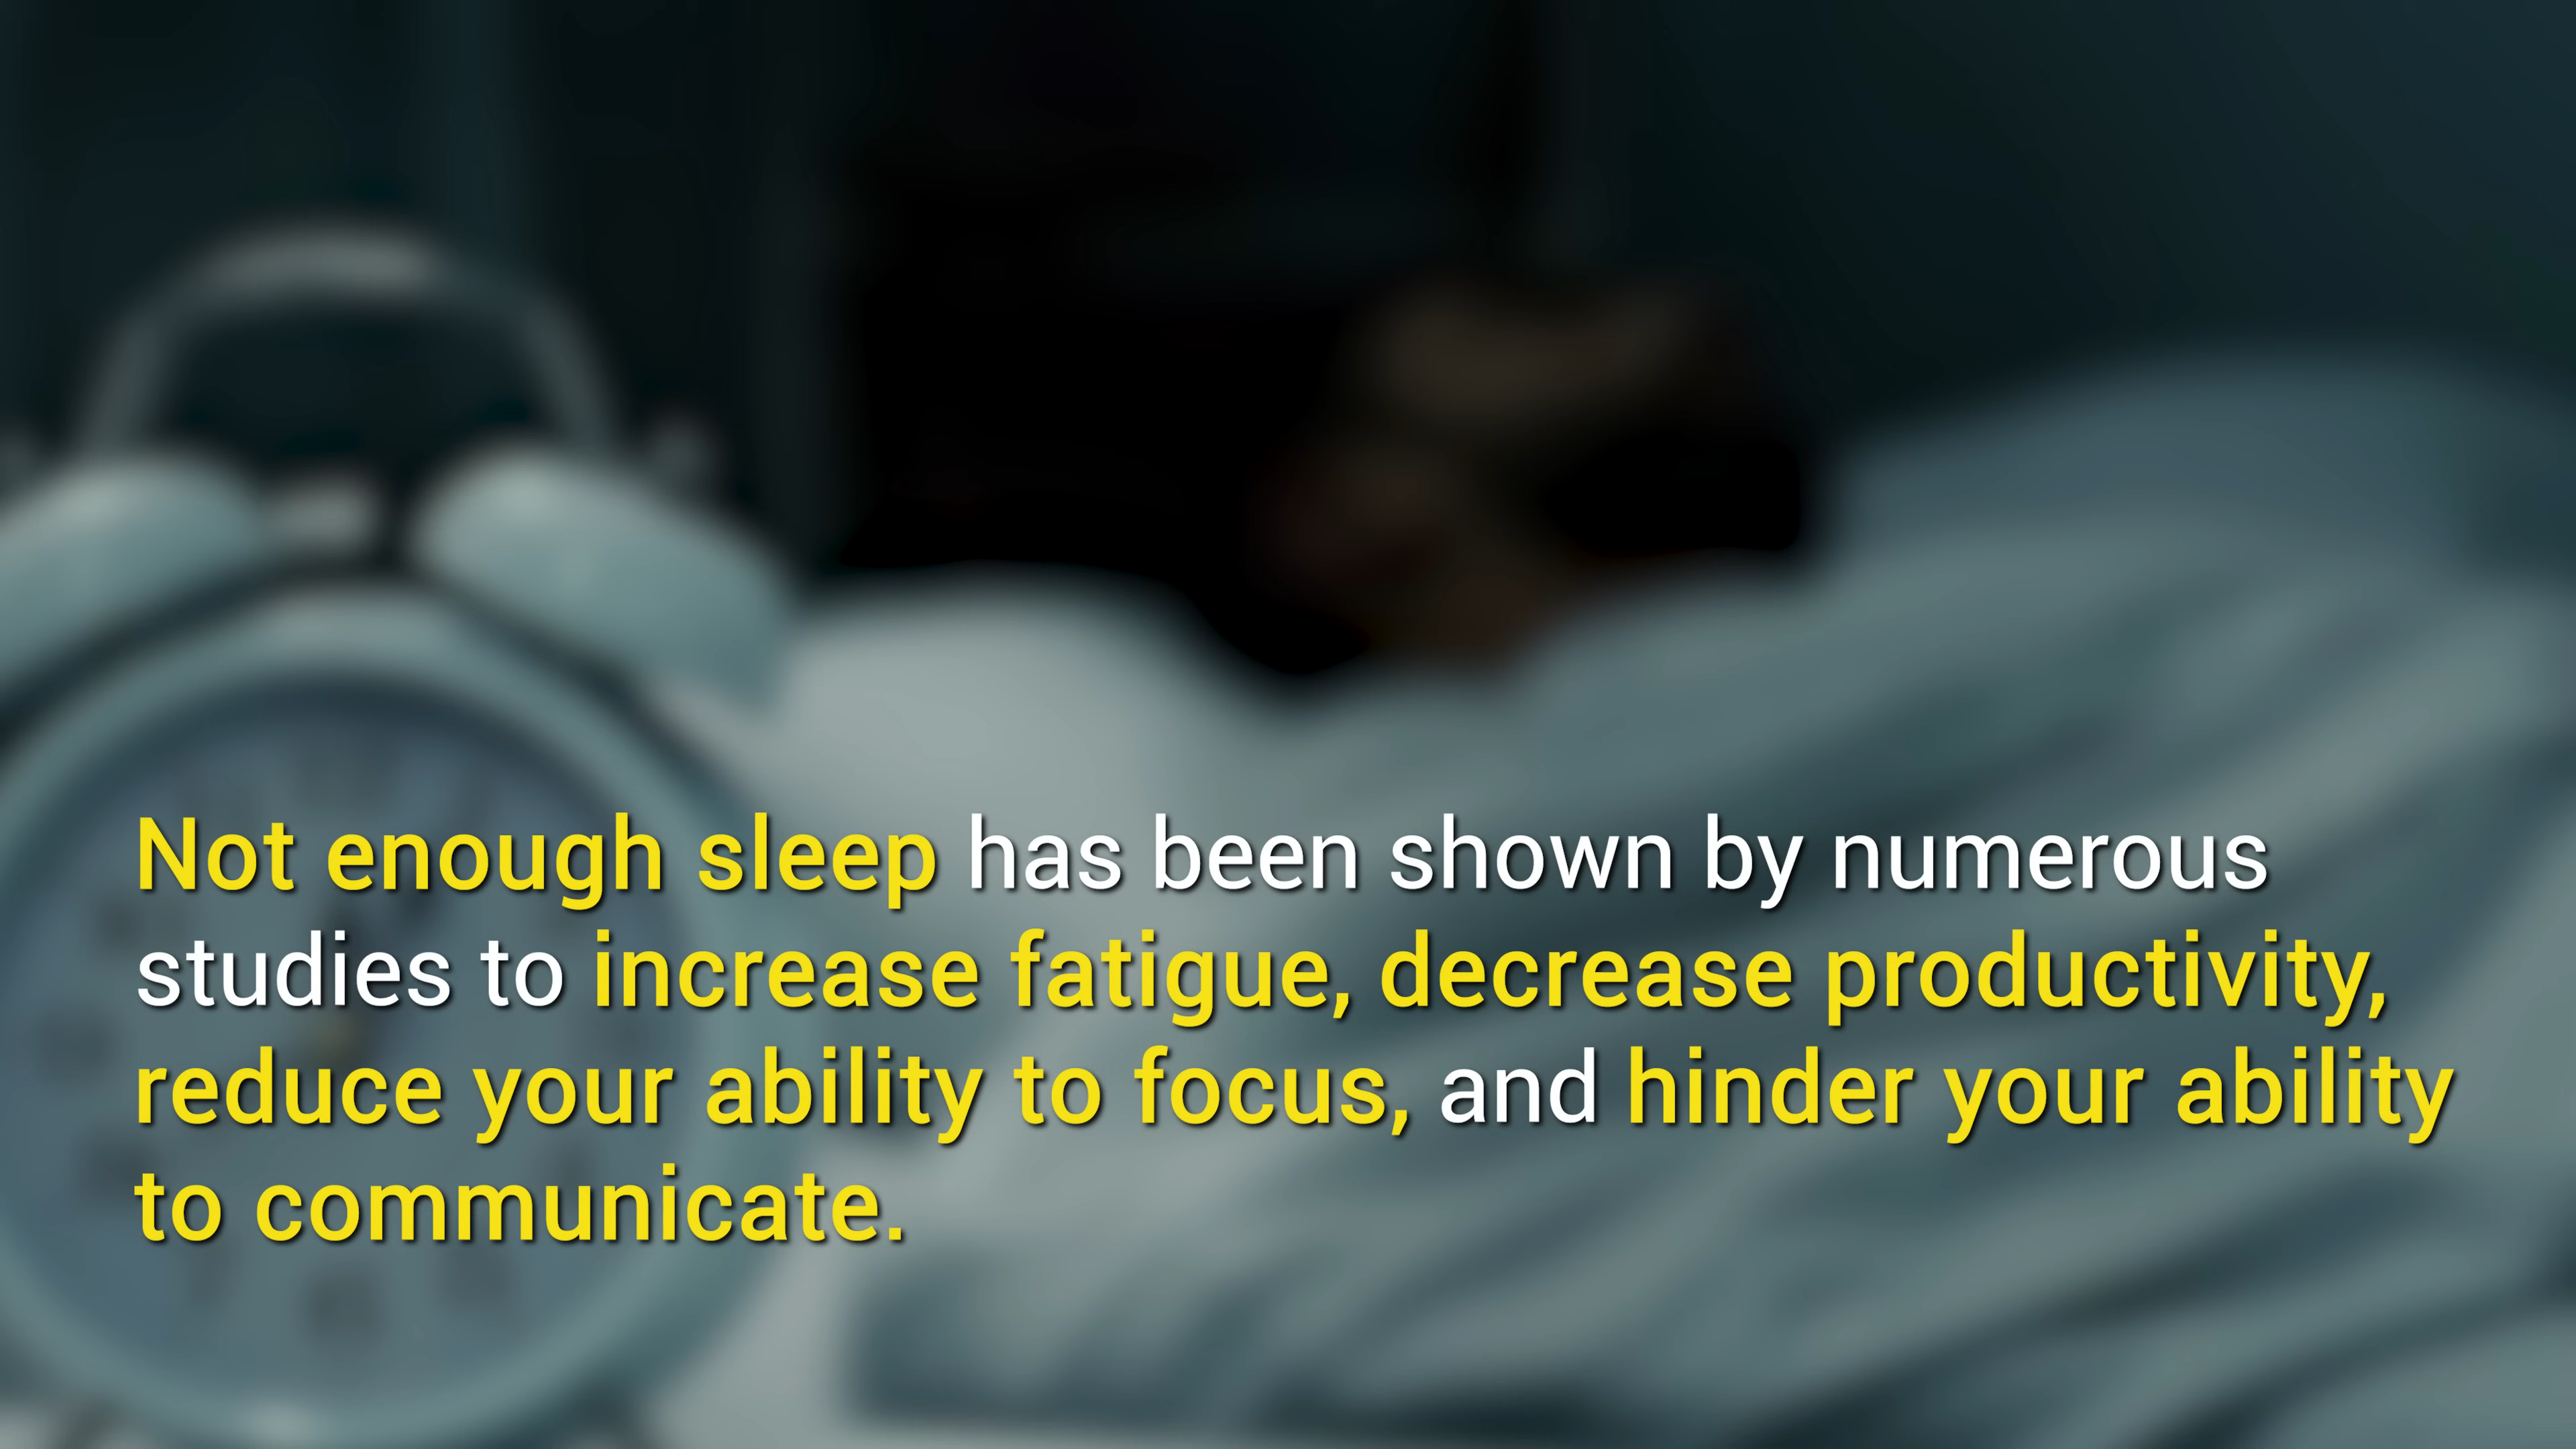 Not enough sleep has been shown by numerous
studies to increase fatigue, decrease productivity,
reduce your ability to focus, and hinder your ability
to communicate.